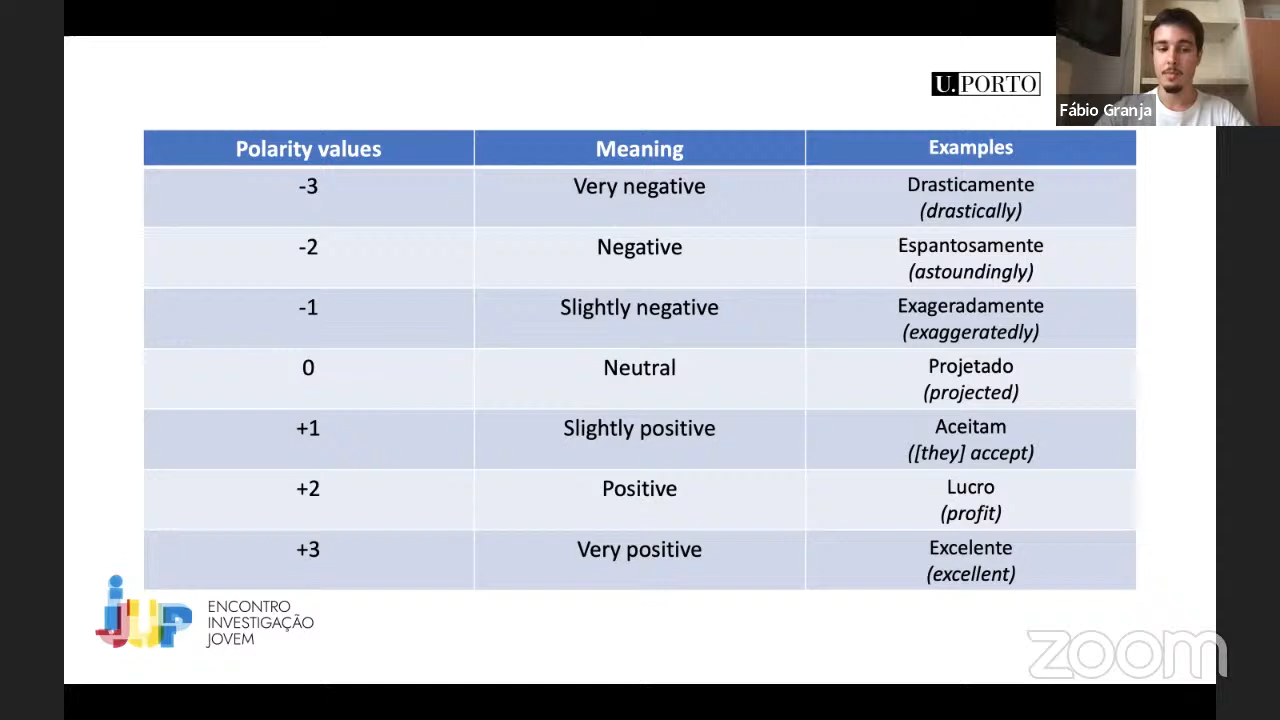 U. PORTO
Fábio Granja
Polarity values Meaning Examples
-3 Very negative Drasticamente
(drastically)
-2 Negative Espantosamente
(astoundingly)
-1 Slightly negative Exageradamente
(exaggeratedly)
0 Neutral Projetado
(projected)
+1 Slightly positive Aceitam
([they] accept)
+2 Positive Lucro
(profit)
+3 Very positive Excelente
(excellent)
ijUP
ENCONTRO
INVESTIGAÇÃO
JOVEM
zoom